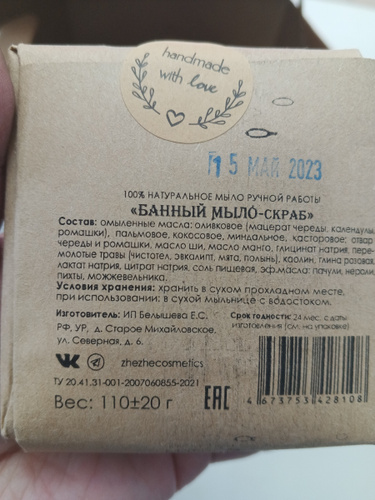 handmade
with love
15 МАЙ 2023
100% НАТУРАЛЬНОЕ МЫЛО РУЧНОЙ РАБОТЫ
«БАННЫЙ МЫЛО-СКРАБ»
Состав: омыленные масла: оливковое (мацерат череды, календулы,
ромашки), пальмовое, кокосовое, миндальное, касторовое; отвар
череды и ромашки, масло ши, масло манго, глицинат натрия, пере-
молотые травы (чистотел, эвкалипт, мята, полынь), каолин, глина розовая,
лактат натрия, цитрат натрия, соль пищевая, эф.масла: пачули, нероли,
пихты, можжевельника.
Условия хранения: хранить в сухом прохладном месте,
при использовании: в сухой мыльнице с водостоком.
Изготовитель: ИП Белышева Е.С.
РФ, УР, д. Старое Михайловское,
ул. Северная, д. 6.
Срок годности: 24 мес. с даты
изготовления (см. на упаковке)
zhezhecosmetics
ТУ 20.41.31-001-2007060855-2021
Вес: 110±20 г
ЕАС
4 673753 428108